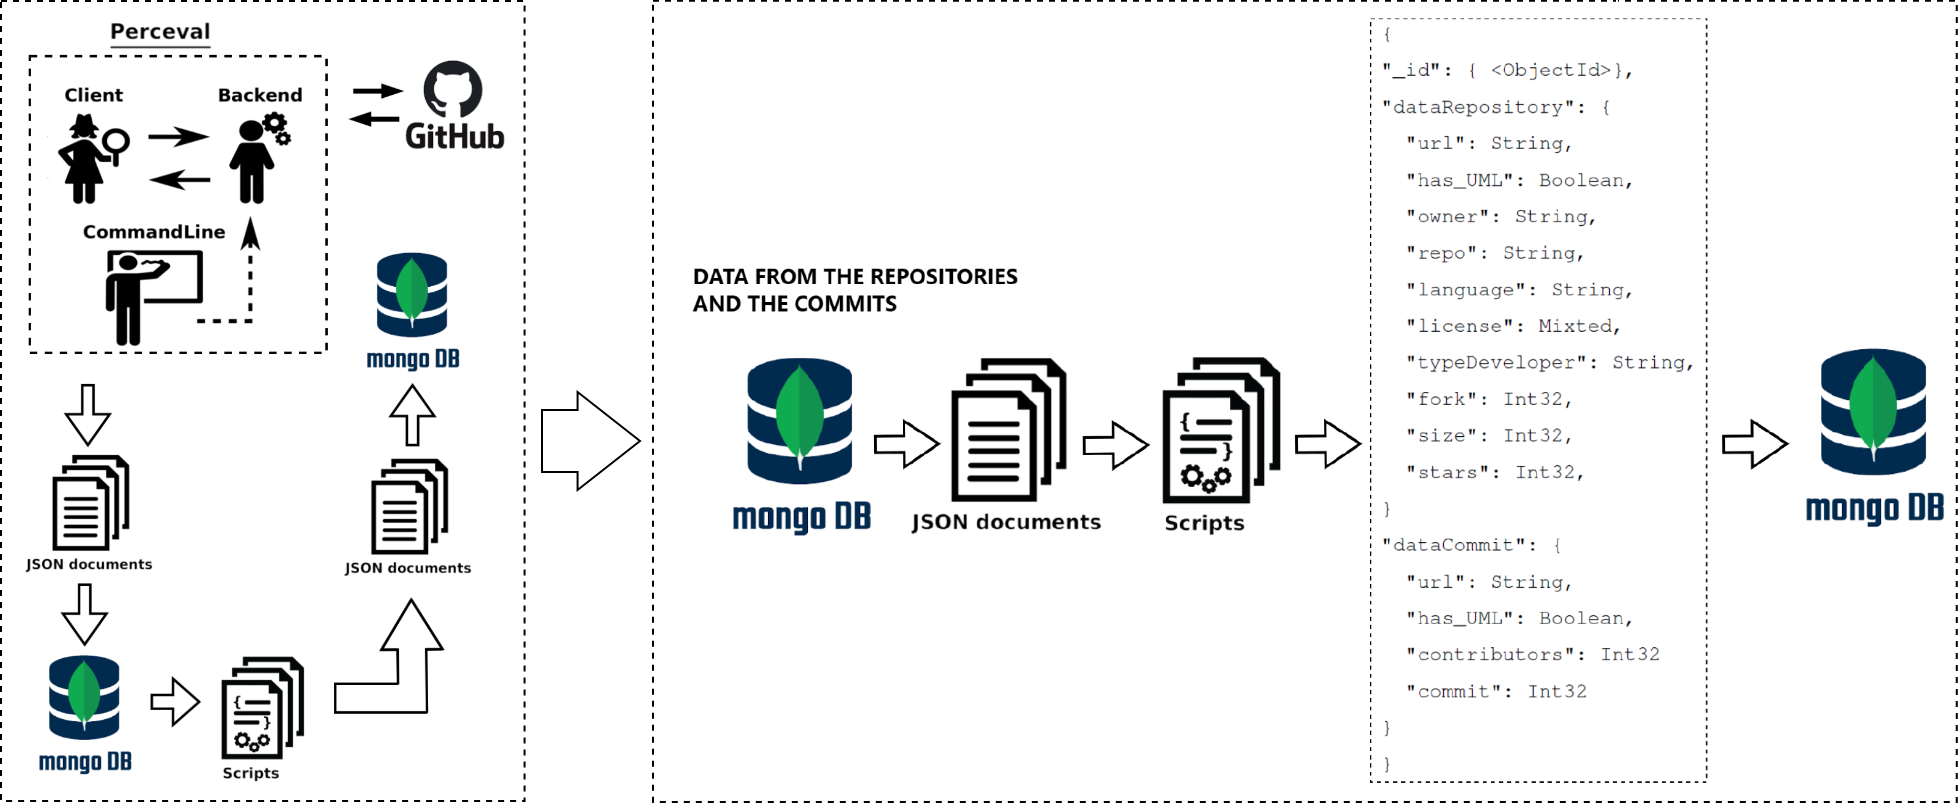 Perceval
Client
Backend
CommandLine
GitHub
mongo DB
JSON documents
JSON documents
mongo DB
Scripts
DATA FROM THE REPOSITORIES
AND THE COMMITS
mongo DB
JSON documents
Scripts
{
"_id": { <ObjectId>},
"dataRepository": {
"url": String,
"has_UML": Boolean,
"owner": String,
"repo": String,
"language": String,
"license": Mixted,
"typeDeveloper": String,
"fork": Int32,
"size": Int32,
"stars": Int32,
}
"dataCommit": {
"url": String,
"has_UML": Boolean,
"contributors": Int32
"commit": Int32
}
}
mongo DB